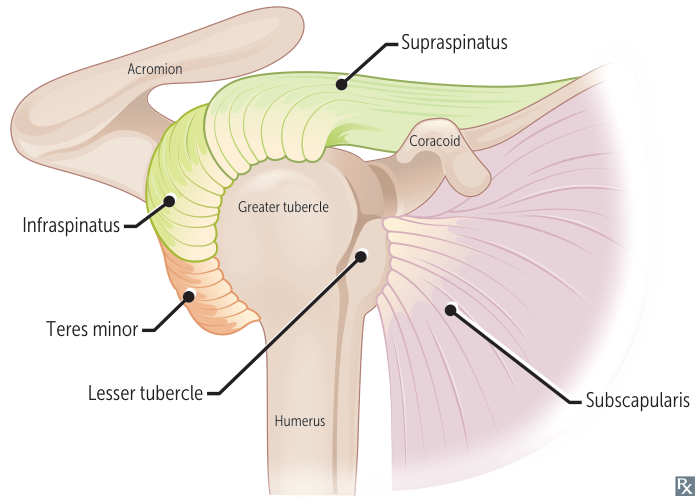 Supraspinatus
Acromion
Coracoid
Greater tubercle
Infraspinatus
Teres minor
Lesser tubercle
Subscapularis
Humerus
Rx